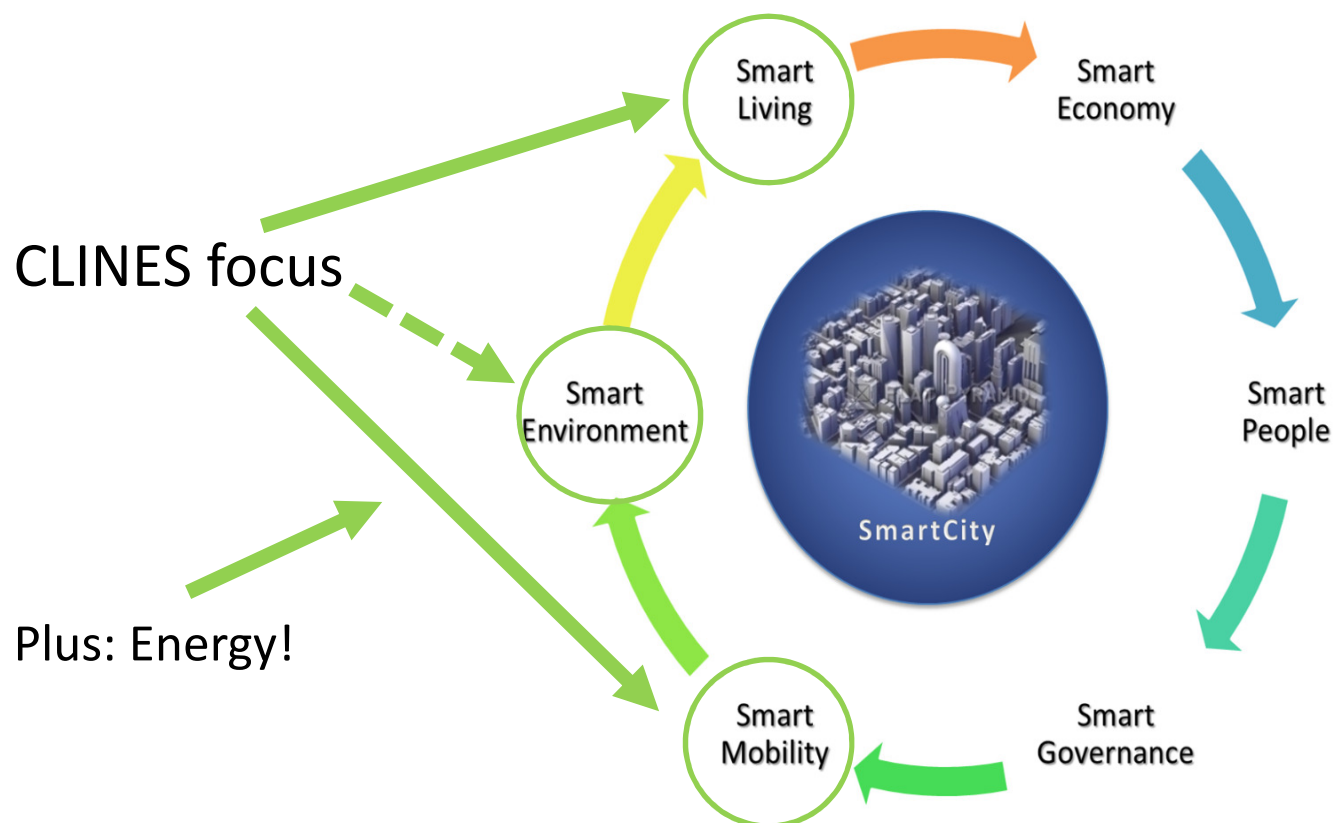 Smart
Living
Smart
Economy
CLINES focus
Smart
Environment
Smart
People
SmartCity
Plus: Energy!
Smart
Mobility
Smart
Governance